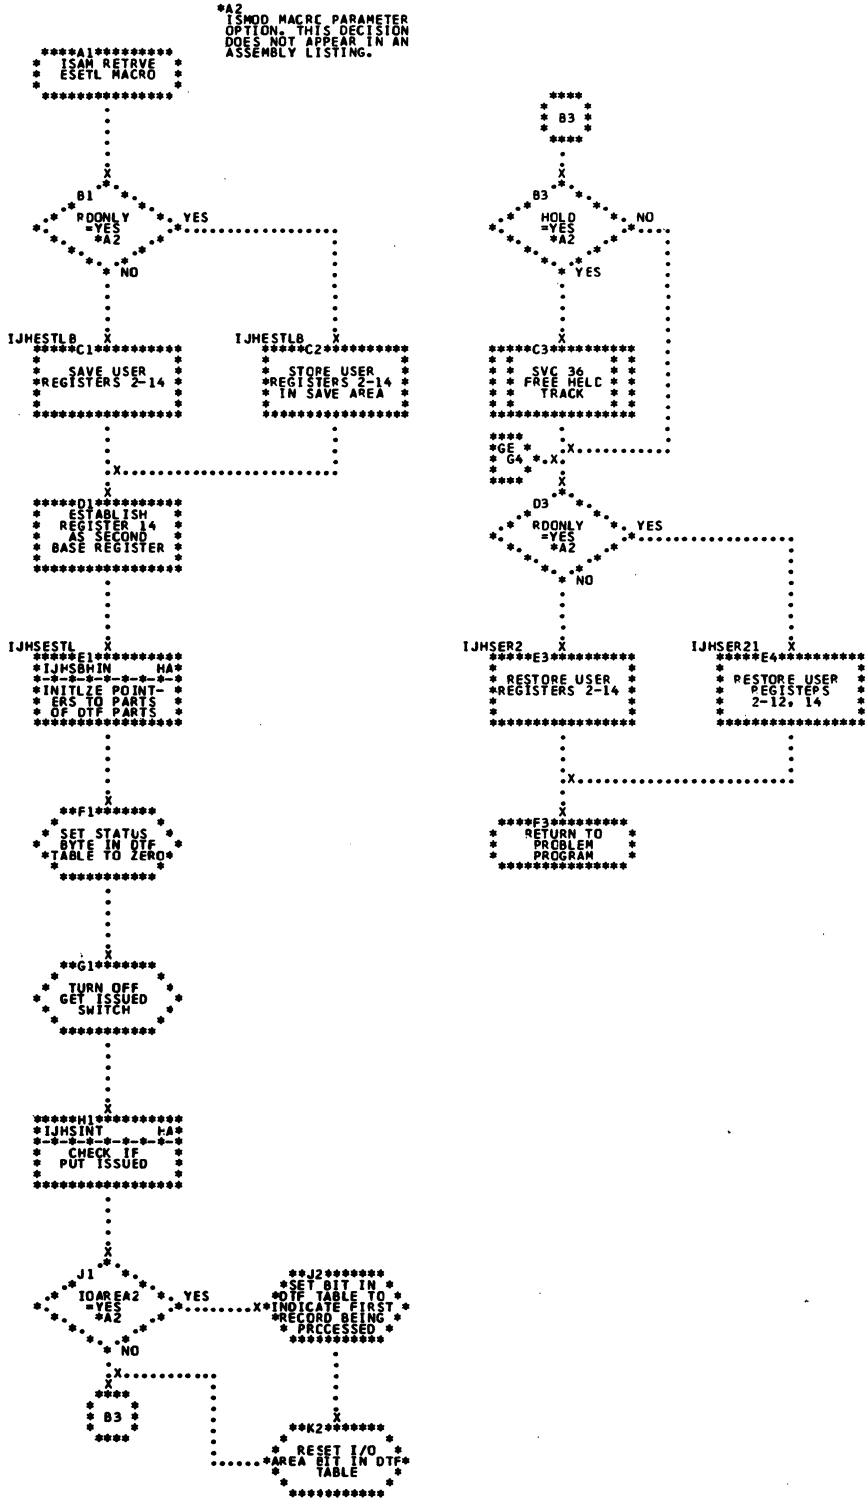 *A2
ISMOD MACRC PARAMETER
OPTION. THIS DECISION
DOES NOT APPEAR IN AN
ASSEMBLY LISTING.
A1
ISAM RETRVE
ESETL MACRO
B1
RDONLY
=YES
*A2
YES
NO
IJHESTLB
C1
SAVE USER
REGISTERS 2-14
IJHESTLB
C2
STORE USER
REGISTERS 2-14
IN SAVE AREA
D1
ESTABLISH
REGISTER 14
AS SECOND
BASE REGISTER
IJHSESTL
E1
IJHSBHIN HA
INITLZE POINT-
ERS TO PARTS
OF DTF PARTS
F1
SET STATUS
BYTE IN DTF
TABLE TO ZERO
G1
TURN OFF
GET ISSUED
SWITCH
H1
IJHSINT HA
CHECK IF
PUT ISSUED
J1
IOAREA2
=YES
*A2
YES
NO
J2
SET BIT IN
DTF TABLE TO
INDICATE FIRST
RECORD BEING
PRCCESSED
B3
K2
RESET I/O
AREA BIT IN DTF
TABLE
B3
B3
HOLD
=YES
*A2
NO
YES
C3
SVC 36
FREE HELC
TRACK
GE
G4
D3
RDONLY
=YES
*A2
YES
NO
IJHSER2
E3
RESTORE USER
REGISTERS 2-14
IJHSER21
E4
RESTORE USER
REGISTEPS
2-12, 14
F3
RETURN TO
PROBLEM
PROGRAM